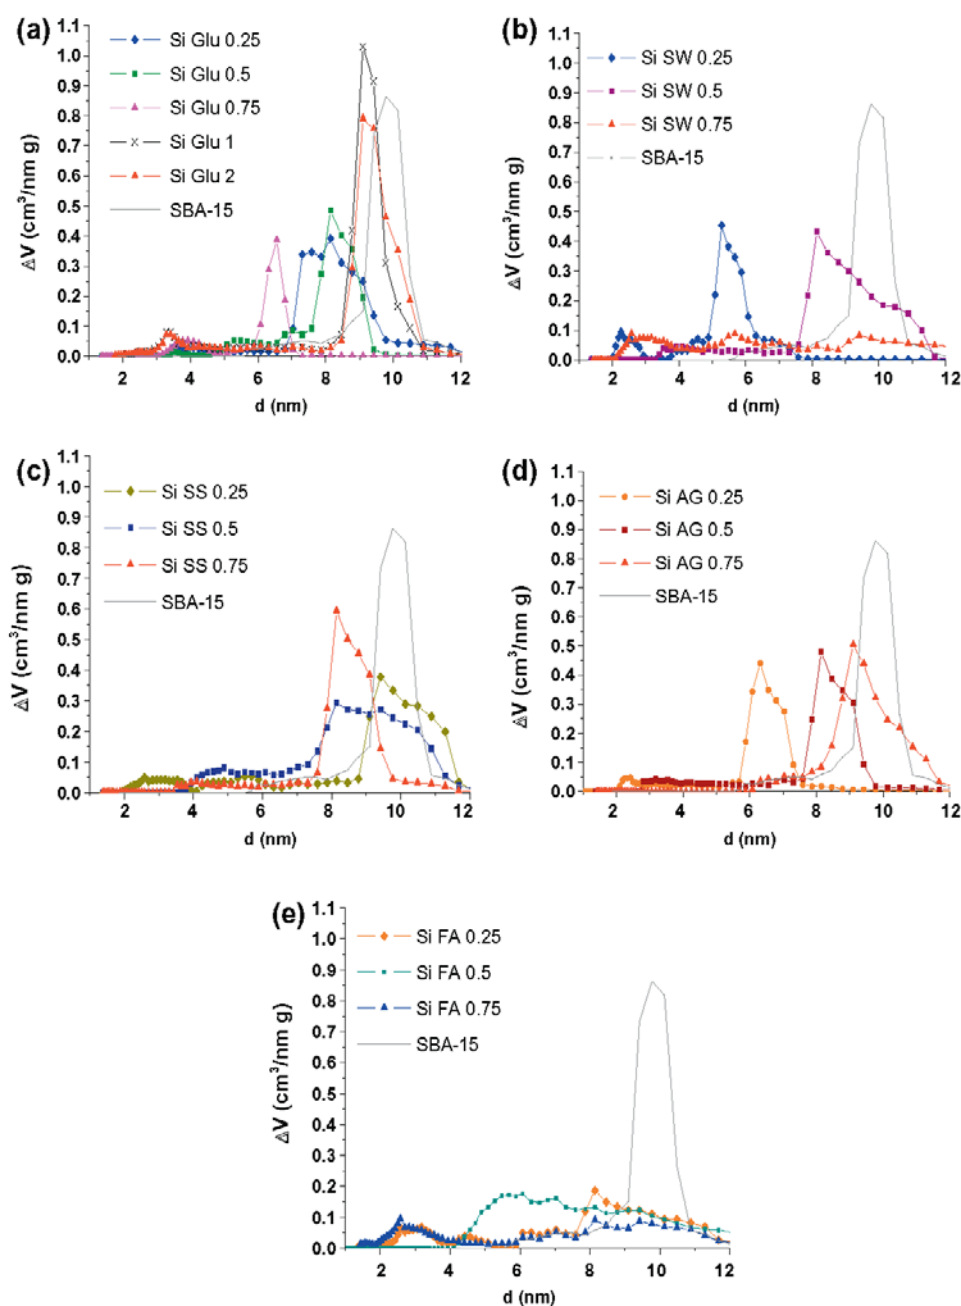 (a)
Si Glu 0.25
Si Glu 0.5
Si Glu 0.75
Si Glu 1
Si Glu 2
SBA-15
ΔV (cm³/nm g)
1.1
1.0
0.9
0.8
0.7
0.6
0.5
0.4
0.3
0.2
0.1
0.0
2 4 6 8 10 12
d (nm)
(b)
Si SW 0.25
Si SW 0.5
Si SW 0.75
SBA-15
ΔV (cm³/nm g)
1.1
1.0
0.9
0.8
0.7
0.6
0.5
0.4
0.3
0.2
0.1
0.0
2 4 6 8 10 12
d (nm)
(c)
Si SS 0.25
Si SS 0.5
Si SS 0.75
SBA-15
ΔV (cm³/nm g)
1.1
1.0
0.9
0.8
0.7
0.6
0.5
0.4
0.3
0.2
0.1
0.0
2 4 6 8 10 12
d (nm)
(d)
Si AG 0.25
Si AG 0.5
Si AG 0.75
SBA-15
ΔV (cm³/nm g)
1.1
1.0
0.9
0.8
0.7
0.6
0.5
0.4
0.3
0.2
0.1
0.0
2 4 6 8 10 12
d (nm)
(e)
Si FA 0.25
Si FA 0.5
Si FA 0.75
SBA-15
ΔV (cm³/nm g)
1.1
1.0
0.9
0.8
0.7
0.6
0.5
0.4
0.3
0.2
0.1
0.0
2 4 6 8 10 12
d (nm)